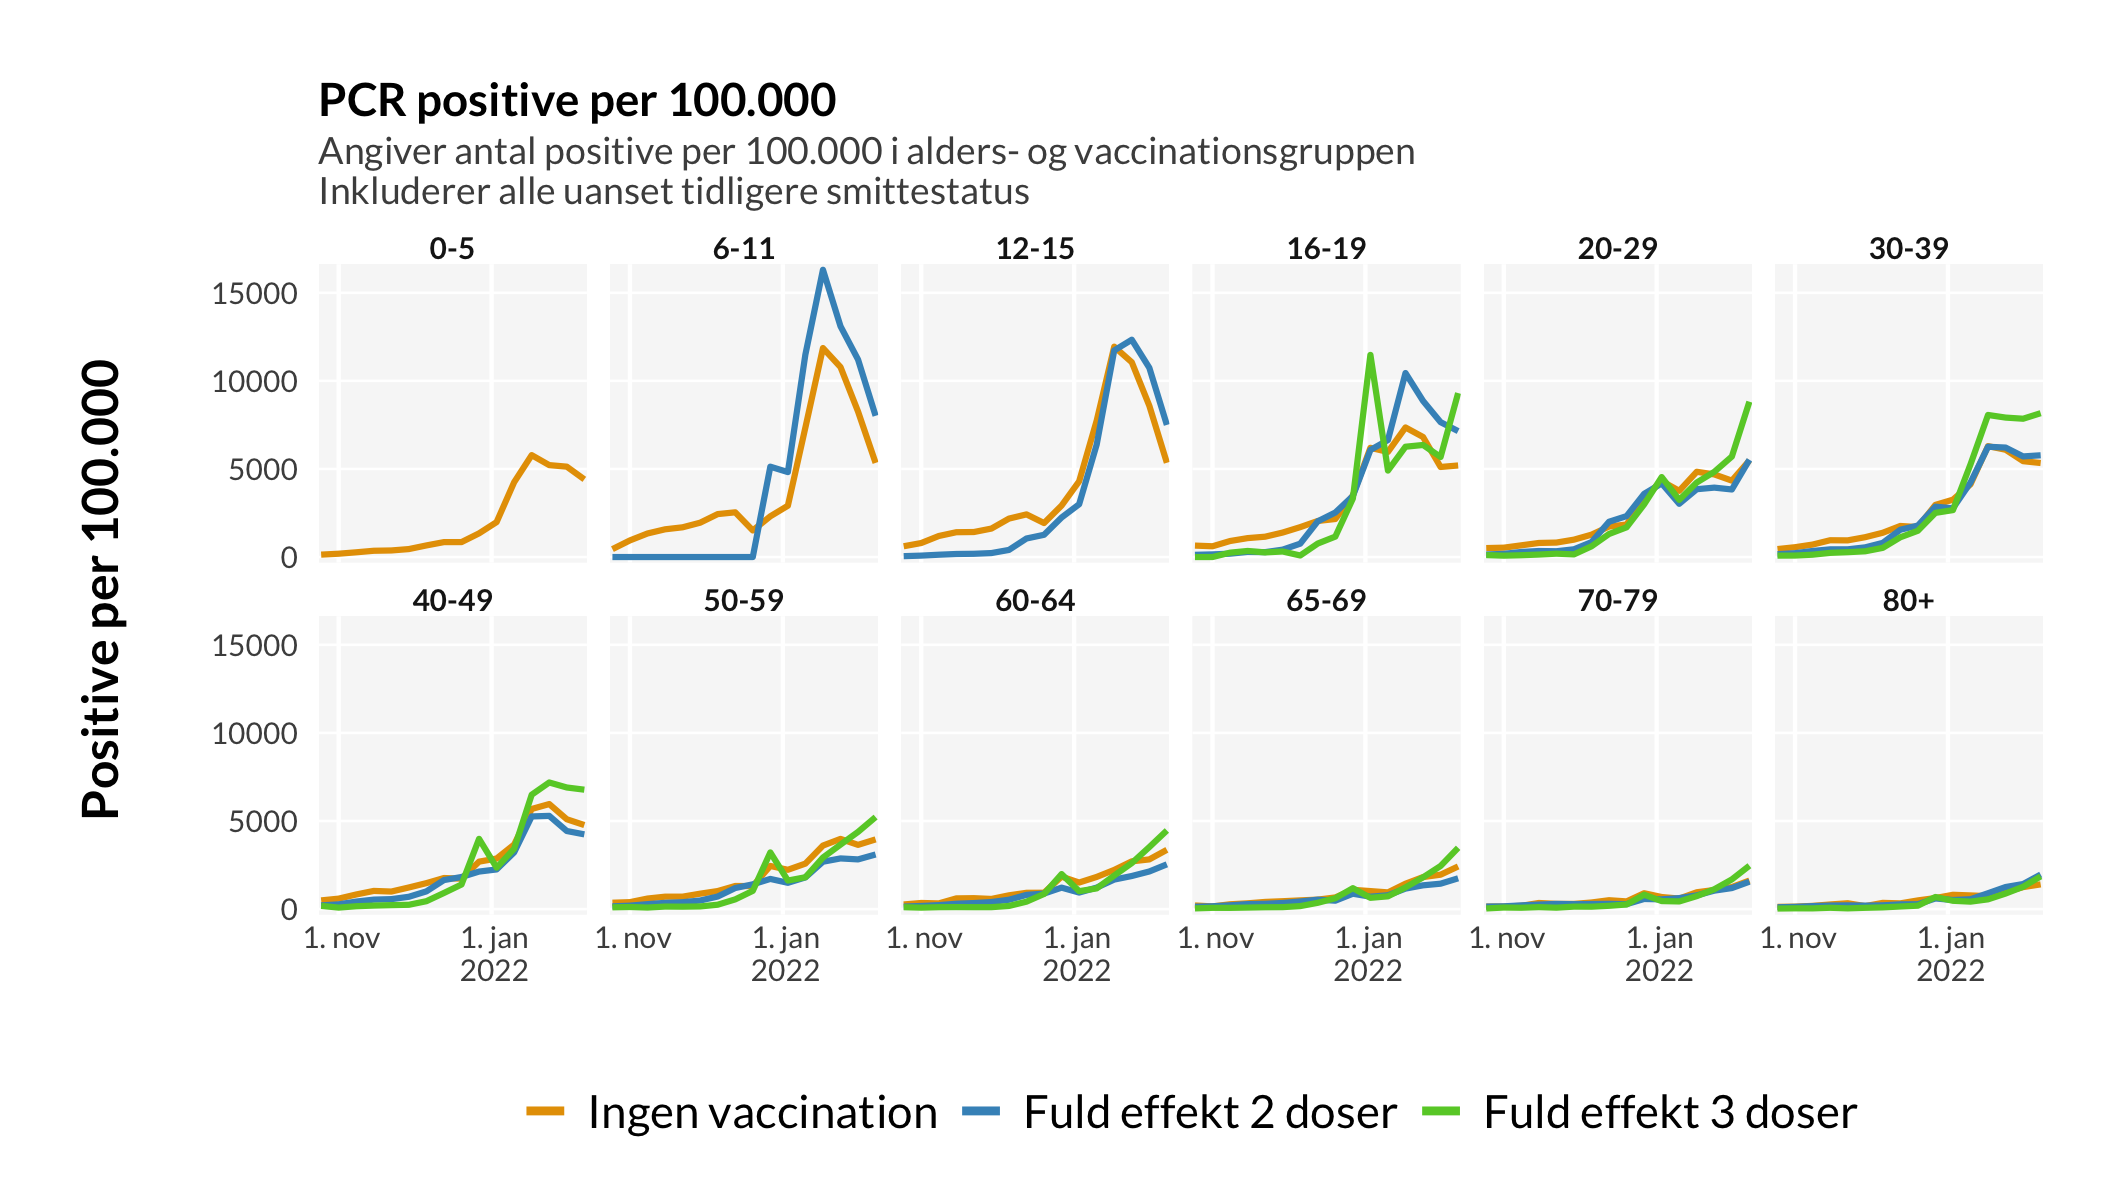 PCR positive per 100.000
Angiver antal positive per 100.000 i alders- og vaccinationsgruppen
Inkluderer alle uanset tidligere smittestatus
Positive per 100.000
0-5 6-11 12-15 16-19 20-29 30-39
15000
10000
5000
0
40-49 50-59 60-64 65-69 70-79 80+
15000
10000
5000
0
1. nov 1. jan 1. nov 1. jan 1. nov 1. jan 1. nov 1. jan 1. nov 1. jan 1. nov 1. jan
2022 2022 2022 2022 2022 2022
Ingen vaccination Fuld effekt 2 doser Fuld effekt 3 doser